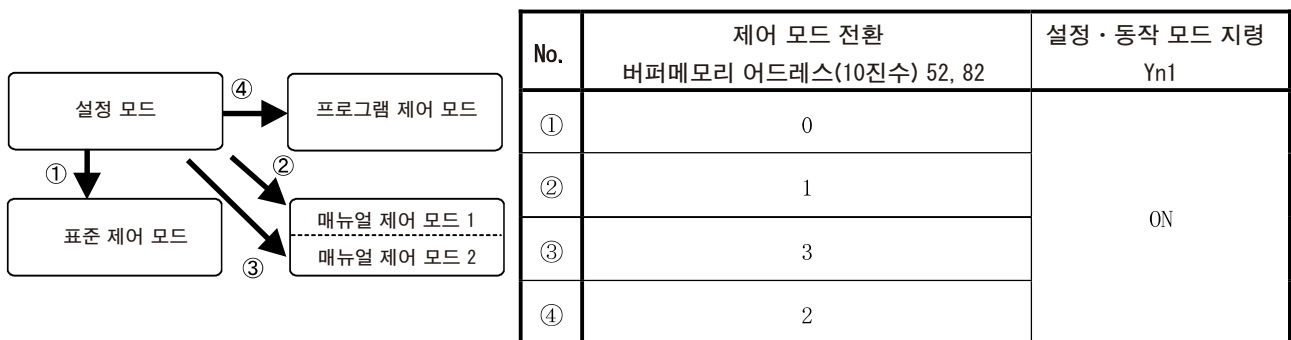 설정 모드
④
프로그램 제어 모드
①
②
표준 제어 모드
매뉴얼 제어 모드 1
매뉴얼 제어 모드 2
③
No.
제어 모드 전환
버퍼메모리 어드레스(10진수) 52, 82
설정・동작 모드 지령
Yn1
① 0
② 1
③ 3
④ 2
ON